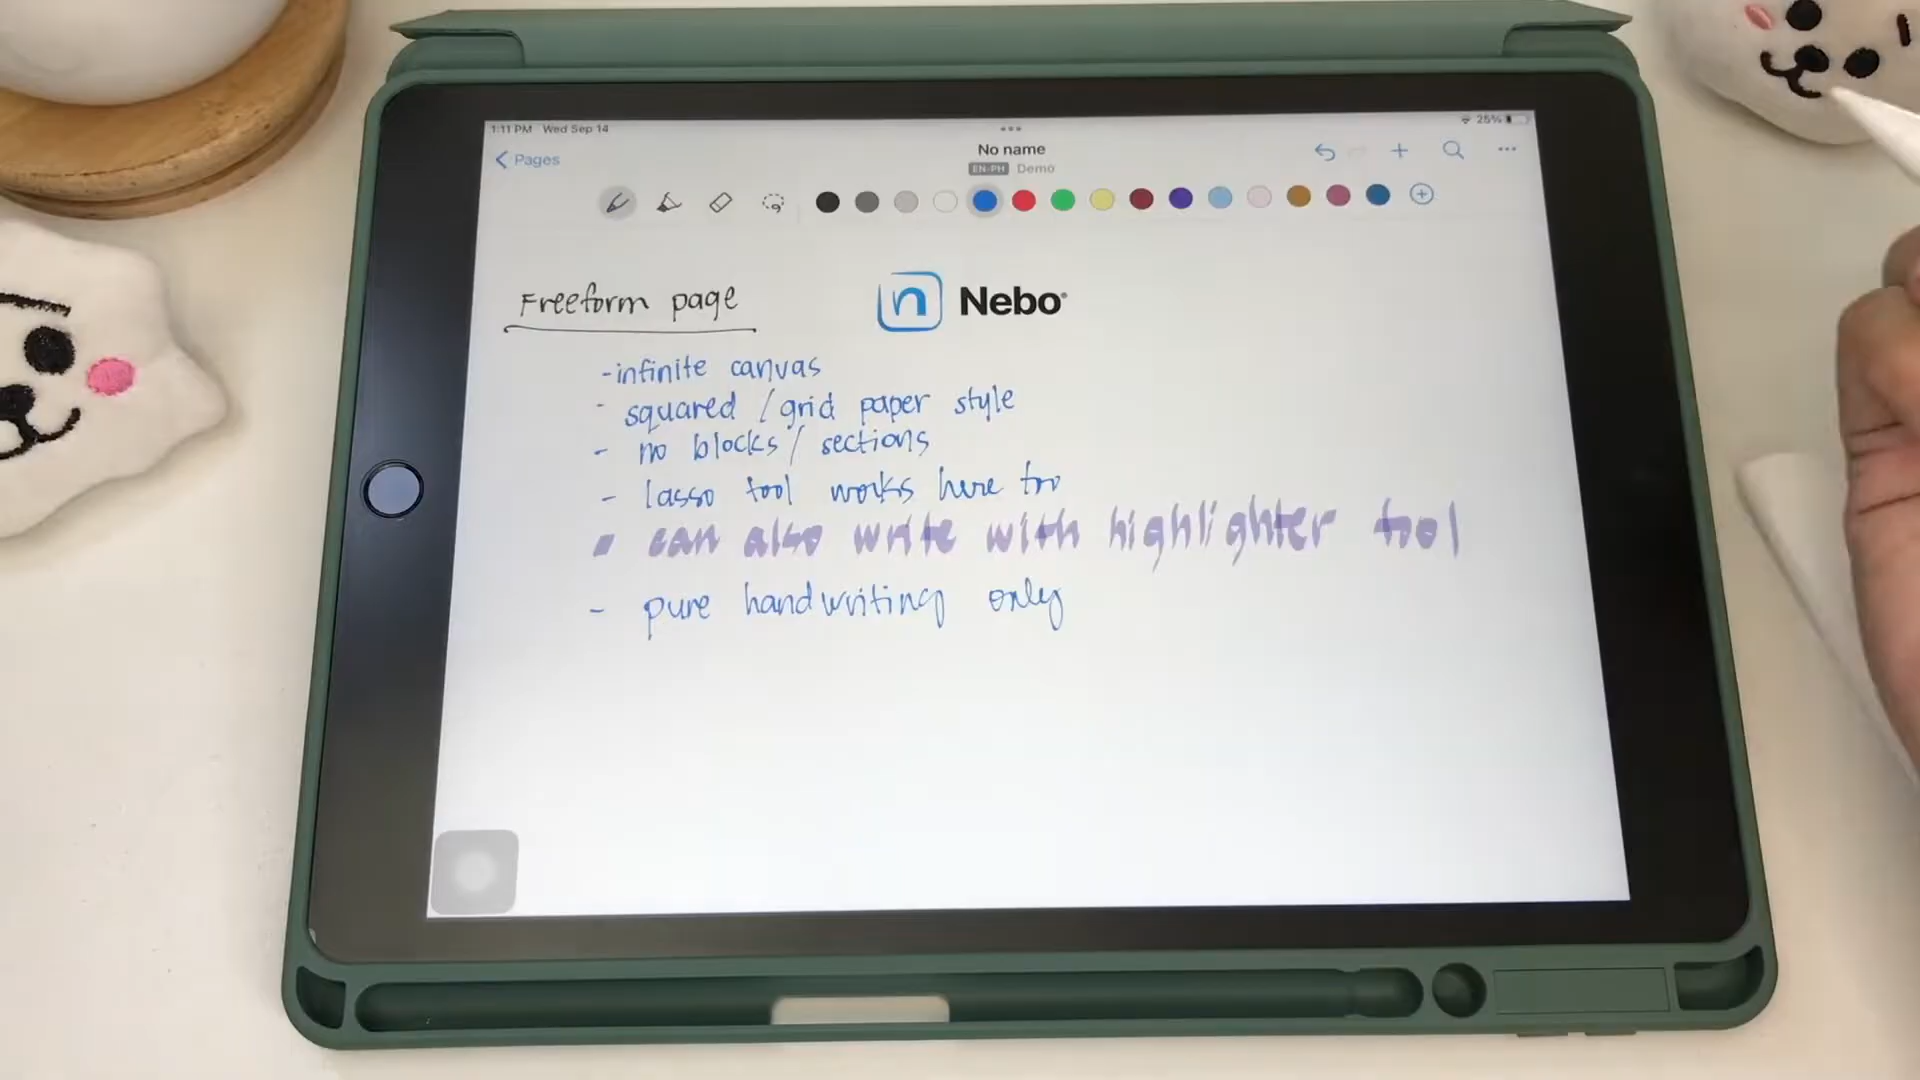 1:11 PM Wed Sep 14
25%
Pages
No name
EN-PH Demo
Freeform page
n Nebo®
-infinite canvas
- squared / grid paper style
- no blocks / sections
- lasso tool works here too
- can also write with highlighter tool
- pure handwriting only